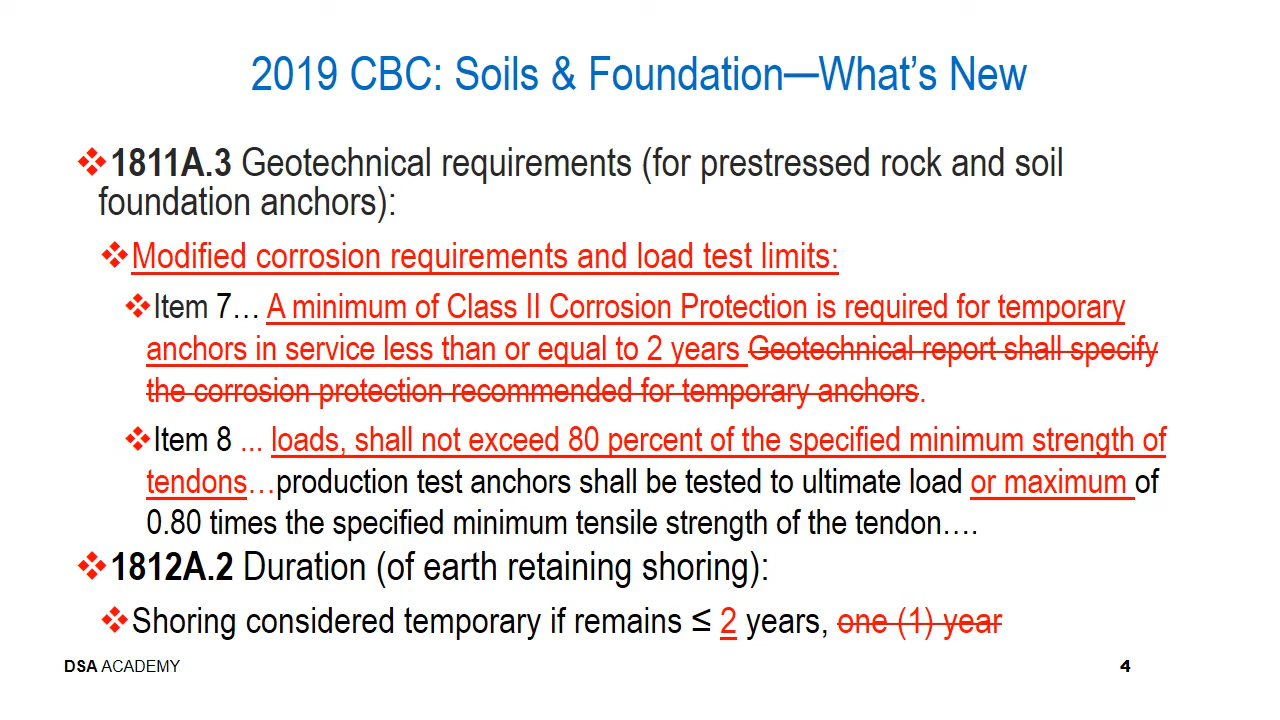 2019 CBC: Soils & Foundation—What's New
❖1811A.3 Geotechnical requirements (for prestressed rock and soil
foundation anchors):
❖Modified corrosion requirements and load test limits:
❖Item 7… A minimum of Class II Corrosion Protection is required for temporary
anchors in service less than or equal to 2 years Geotechnical report shall specify
the corrosion protection recommended for temporary anchors.
❖Item 8 ... loads, shall not exceed 80 percent of the specified minimum strength of
tendons…production test anchors shall be tested to ultimate load or maximum of
0.80 times the specified minimum tensile strength of the tendon….
❖1812A.2 Duration (of earth retaining shoring):
❖Shoring considered temporary if remains ≤ 2 years, one (1) year
DSA ACADEMY
4